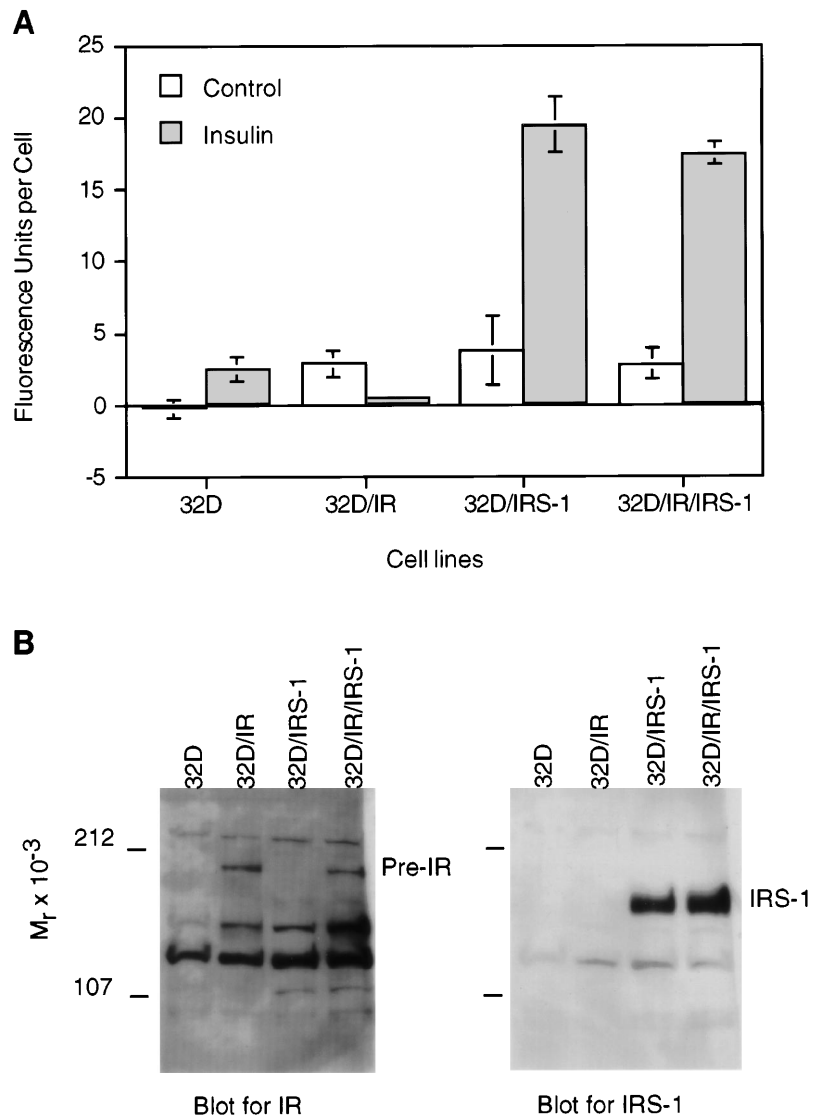 A
25
20
15
10
5
0
-5
Fluorescence Units per Cell
Control
Insulin
32D 32D/IR 32D/IRS-1 32D/IR/IRS-1
Cell lines
B
32D 32D/IR 32D/IRS-1 32D/IR/IRS-1
32D 32D/IR 32D/IRS-1 32D/IR/IRS-1
Mr x 10-3
212
107
Pre-IR
IRS-1
Blot for IR
Blot for IRS-1